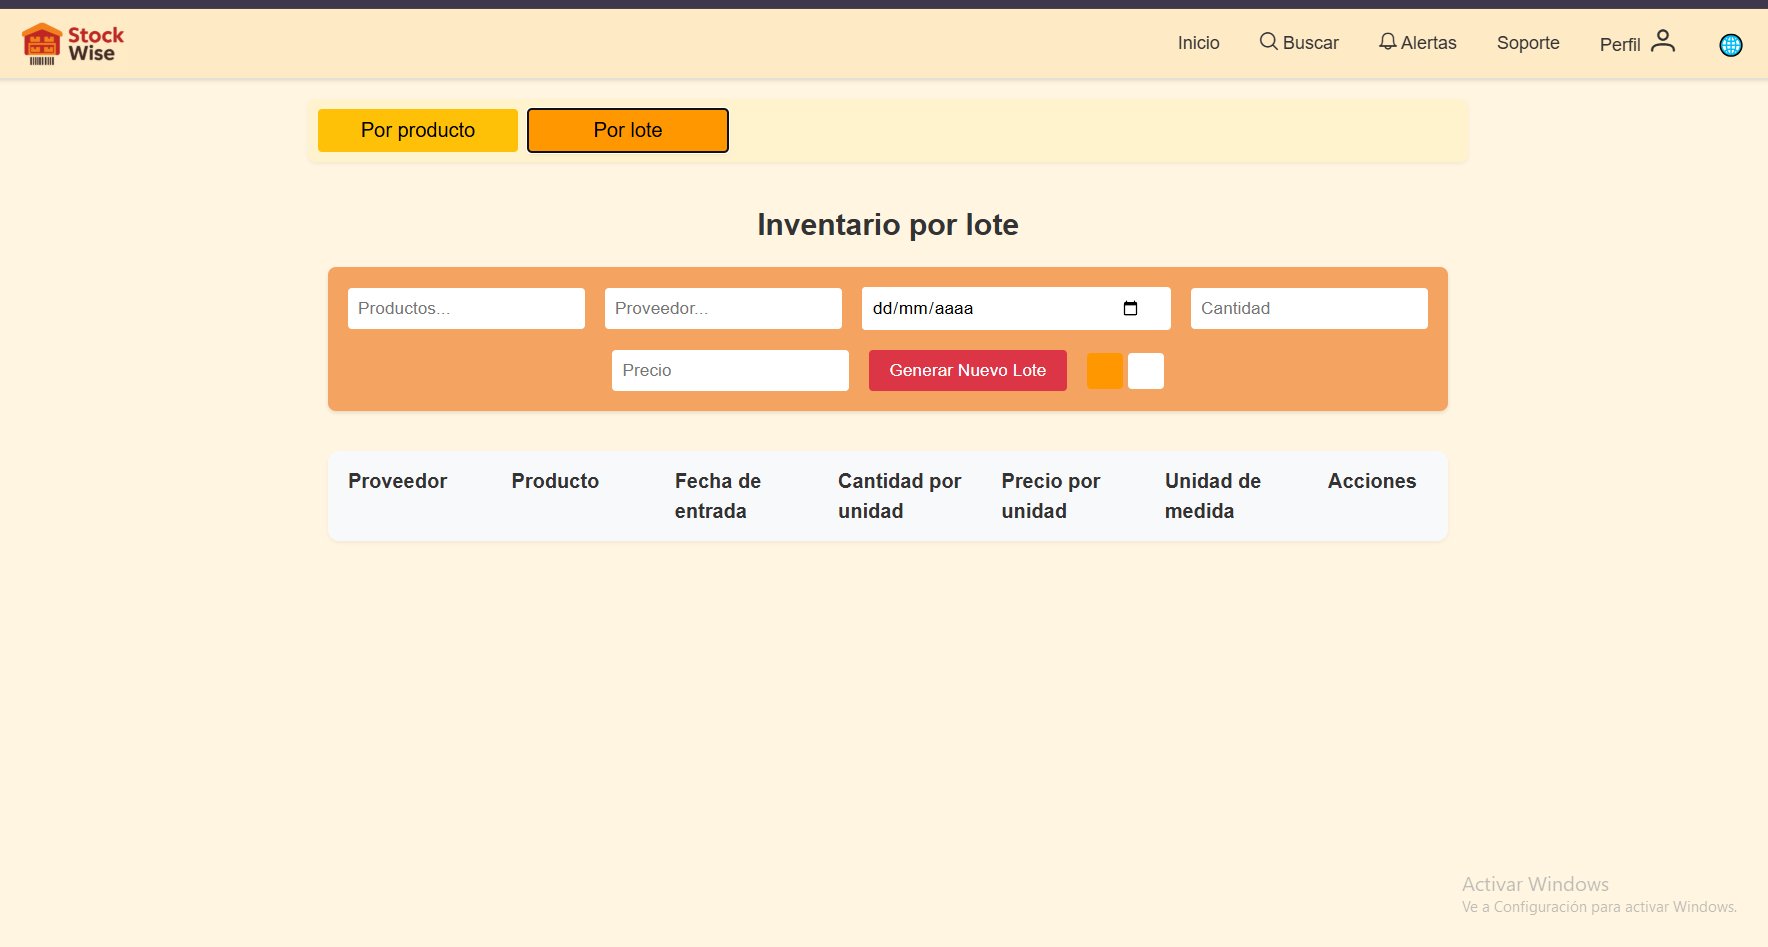 Stock
Wise
Inicio
Buscar
Alertas
Soporte
Perfil
Por producto
Por lote
Inventario por lote
Productos...
Proveedor...
dd/mm/aaaa
Cantidad
Precio
Generar Nuevo Lote
Proveedor
Producto
Fecha de
entrada
Cantidad por
unidad
Precio por
unidad
Unidad de
medida
Acciones
Activar Windows
Ve a Configuración para activar Windows.